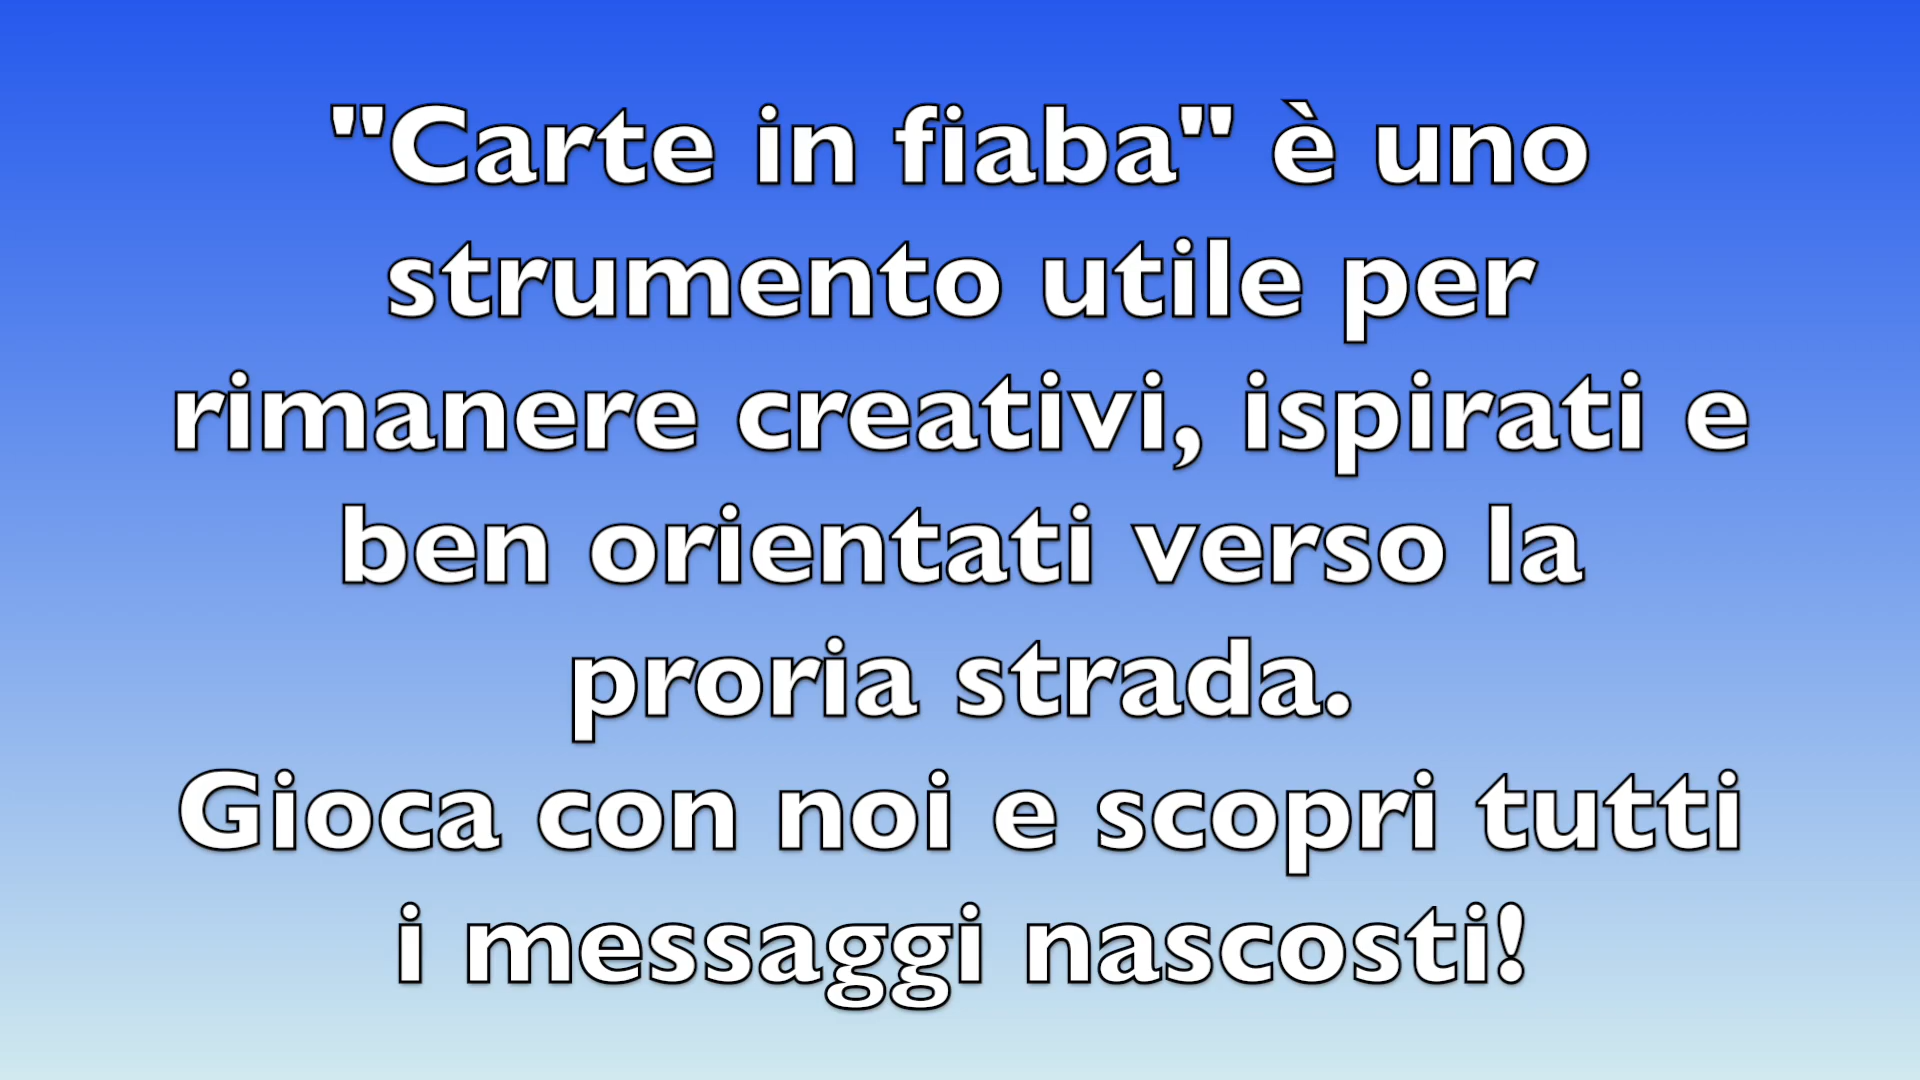 "Carte in fiaba" è uno
strumento utile per
rimanere creativi, ispirati e
ben orientati verso la
proria strada.
Gioca con noi e scopri tutti
i messaggi nascosti!